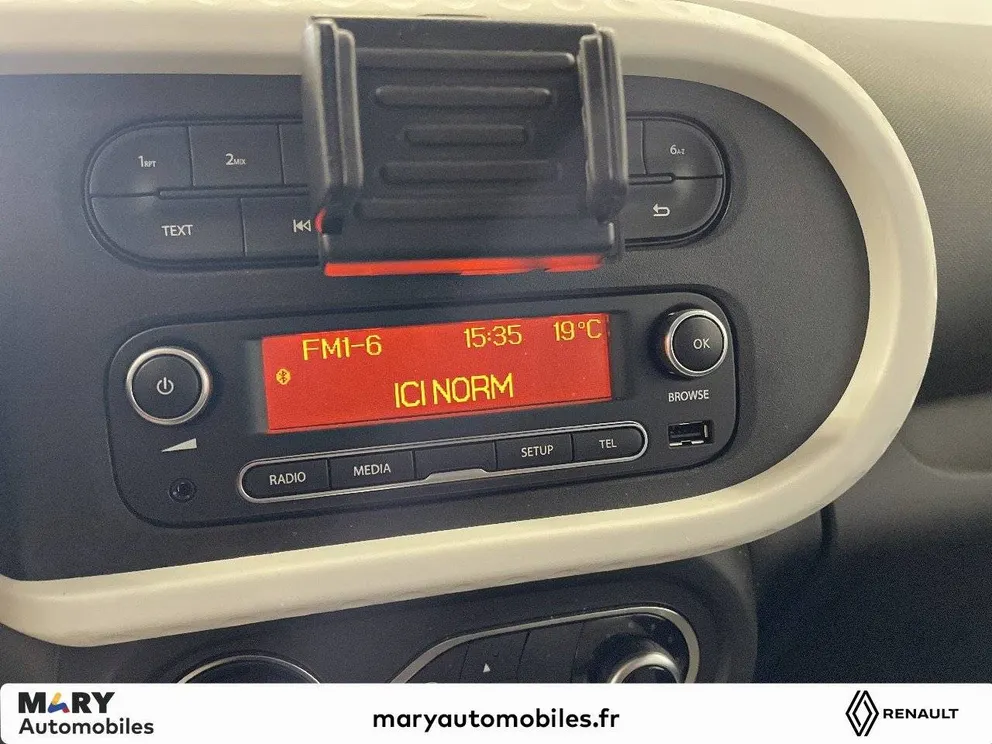 1RPT
2MIX
6A-Z
TEXT
FM1-6 15:35 19°C
ICI NORM
OK
BROWSE
RADIO MEDIA SETUP TEL
MARY
Automobiles
maryautomobiles.fr
RENAULT